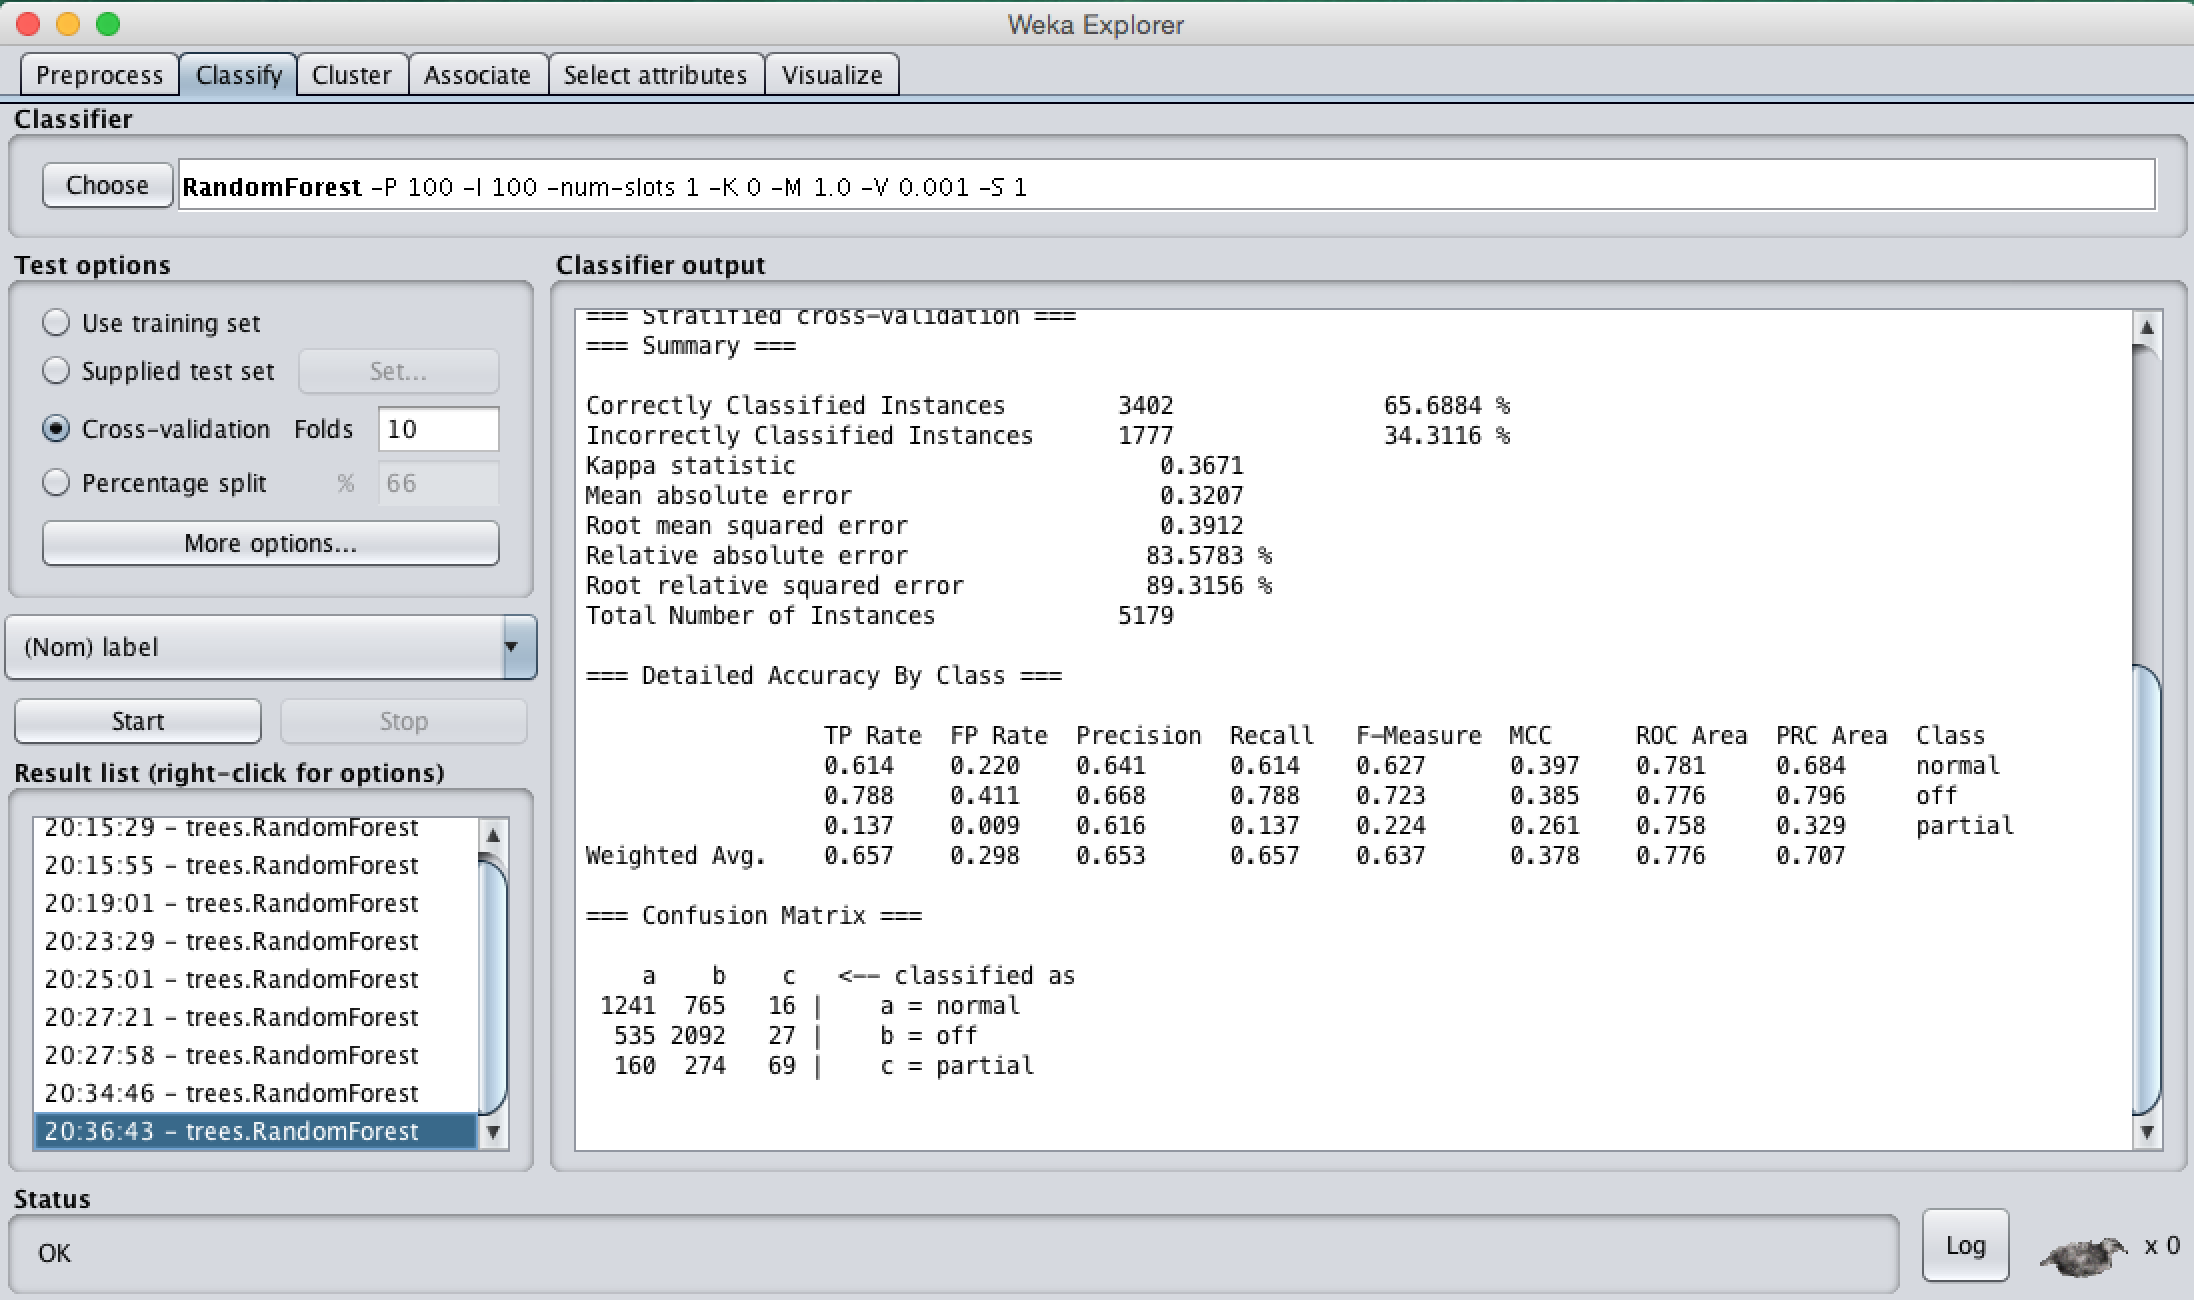 Weka Explorer
Preprocess Classify Cluster Associate Select attributes Visualize
Classifier
Choose RandomForest -P 100 -I 100 -num-slots 1 -K 0 -M 1.0 -V 0.001 -S 1
Test options
Use training set
Supplied test set Set...
Cross-validation Folds 10
Percentage split % 66
More options...
(Nom) label
Start Stop
Result list (right-click for options)
20:15:29 - trees.RandomForest
20:15:55 - trees.RandomForest
20:19:01 - trees.RandomForest
20:23:29 - trees.RandomForest
20:25:01 - trees.RandomForest
20:27:21 - trees.RandomForest
20:27:58 - trees.RandomForest
20:34:46 - trees.RandomForest
20:36:43 - trees.RandomForest
Classifier output
=== Stratified cross-validation ===
=== Summary ===
Correctly Classified Instances 3402 65.6884 %
Incorrectly Classified Instances 1777 34.3116 %
Kappa statistic 0.3671
Mean absolute error 0.3207
Root mean squared error 0.3912
Relative absolute error 83.5783 %
Root relative squared error 89.3156 %
Total Number of Instances 5179
=== Detailed Accuracy By Class ===
TP Rate FP Rate Precision Recall F-Measure MCC ROC Area PRC Area Class
0.614 0.220 0.641 0.614 0.627 0.397 0.781 0.684 normal
0.788 0.411 0.668 0.788 0.723 0.385 0.776 0.796 off
0.137 0.009 0.616 0.137 0.224 0.261 0.758 0.329 partial
Weighted Avg. 0.657 0.298 0.653 0.657 0.637 0.378 0.776 0.707
=== Confusion Matrix ===
a b c <-- classified as
1241 765 16 | a = normal
535 2092 27 | b = off
160 274 69 | c = partial
Status
OK
Log x 0